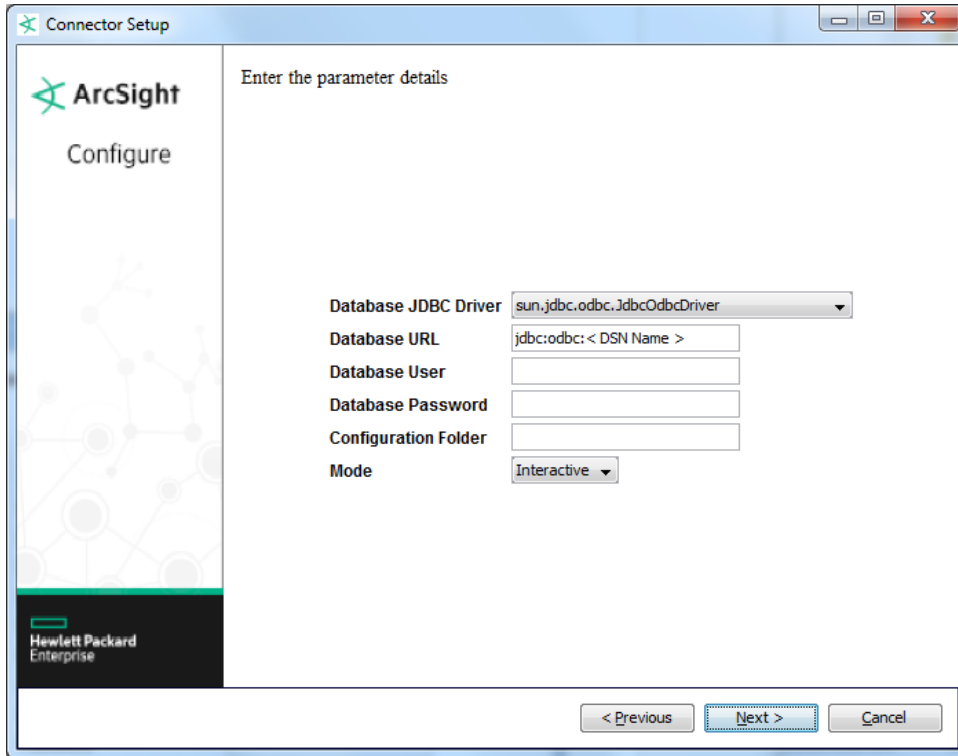 Connector Setup
ArcSight
Configure
Enter the parameter details
Database JDBC Driver sun.jdbc.odbc.JdbcOdbcDriver
Database URL jdbc:odbc:< DSN Name >
Database User
Database Password
Configuration Folder
Mode Interactive
Hewlett Packard
Enterprise
< Previous Next > Cancel